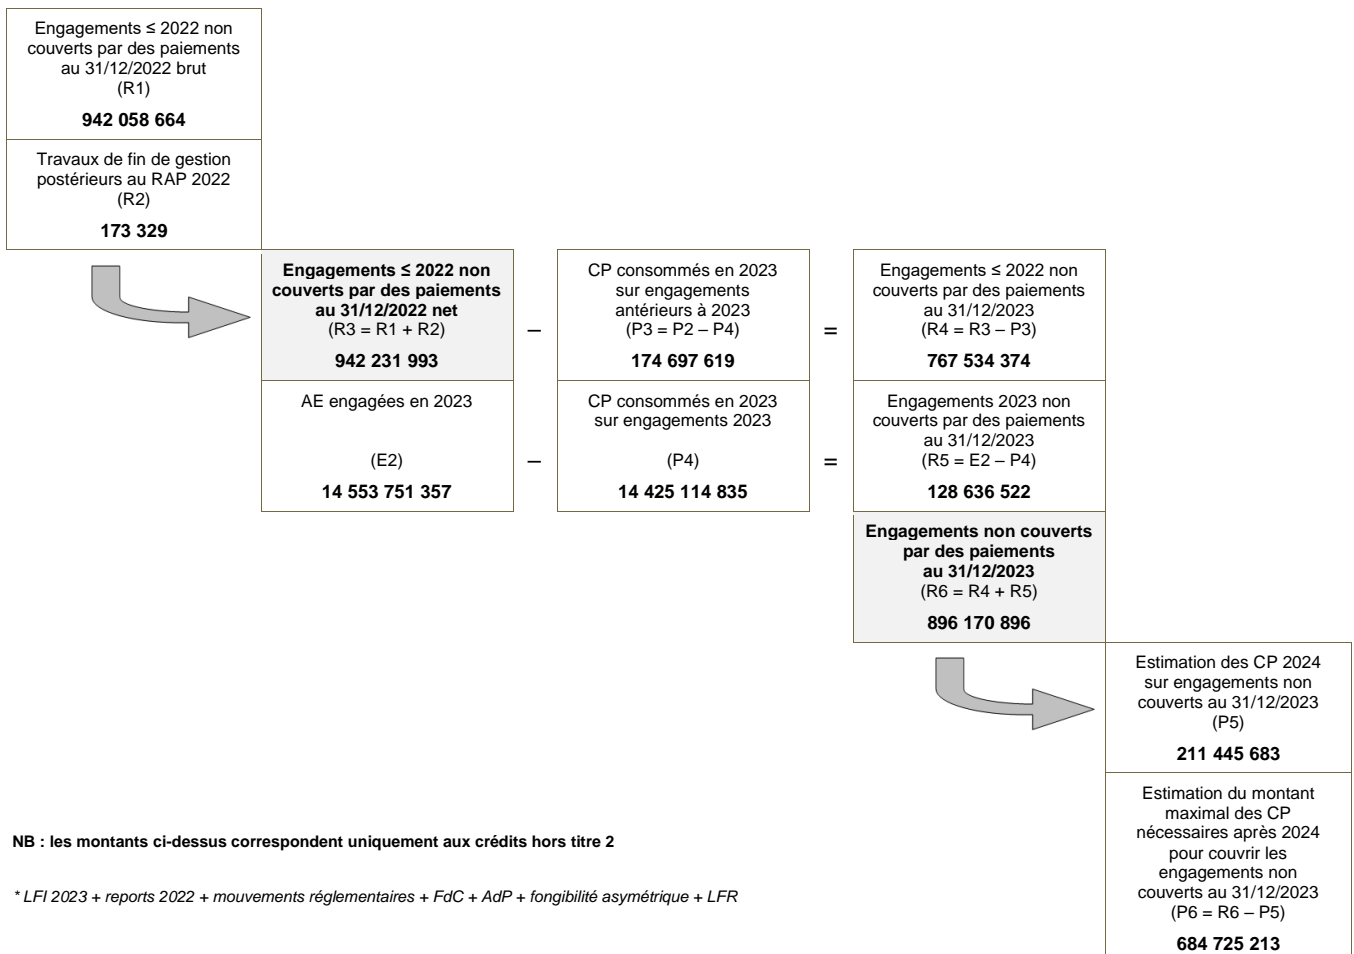 Engagements ≤ 2022 non
couverts par des paiements
au 31/12/2022 brut
(R1)
942 058 664
Travaux de fin de gestion
postérieurs au RAP 2022
(R2)
173 329
Engagements ≤ 2022 non
couverts par des paiements
au 31/12/2022 net
(R3 = R1 + R2)
942 231 993
–
CP consommés en 2023
sur engagements
antérieurs à 2023
(P3 = P2 – P4)
174 697 619
=
Engagements ≤ 2022 non
couverts par des paiements
au 31/12/2023
(R4 = R3 – P3)
767 534 374
AE engagées en 2023
(E2)
14 553 751 357
–
CP consommés en 2023
sur engagements 2023
(P4)
14 425 114 835
=
Engagements 2023 non
couverts par des paiements
au 31/12/2023
(R5 = E2 – P4)
128 636 522
Engagements non couverts
par des paiements
au 31/12/2023
(R6 = R4 + R5)
896 170 896
Estimation des CP 2024
sur engagements non
couverts au 31/12/2023
(P5)
211 445 683
Estimation du montant
maximal des CP
nécessaires après 2024
pour couvrir les
engagements non
couverts au 31/12/2023
(P6 = R6 – P5)
684 725 213
NB : les montants ci-dessus correspondent uniquement aux crédits hors titre 2
* LFI 2023 + reports 2022 + mouvements réglementaires + FdC + AdP + fongibilité asymétrique + LFR